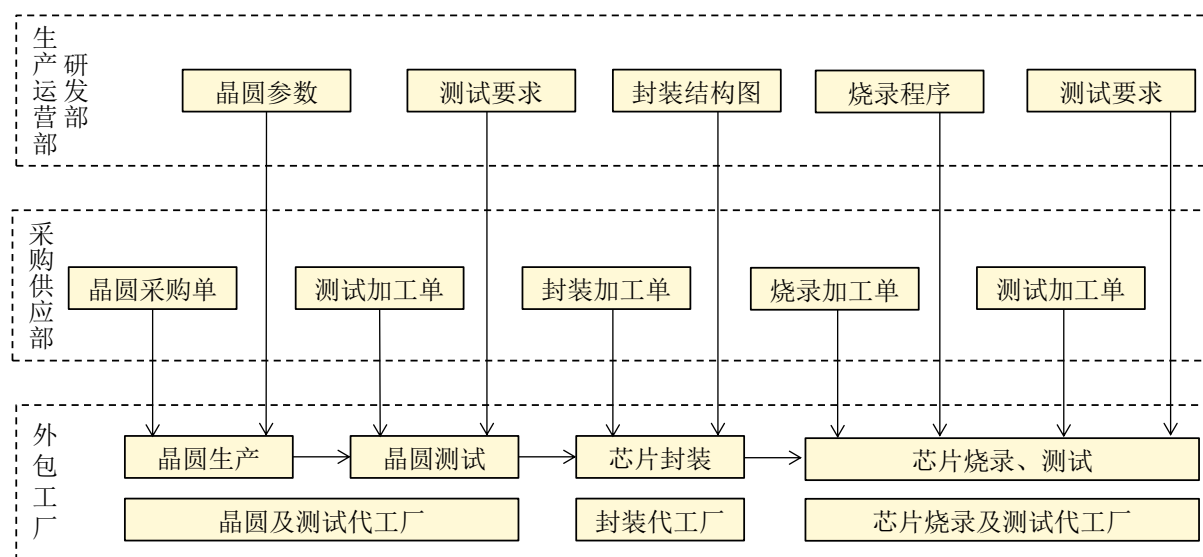 生产运营部
研发部
晶圆参数
测试要求
封装结构图
烧录程序
测试要求
采购供应部
晶圆采购单
测试加工单
封装加工单
烧录加工单
测试加工单
外包工厂
晶圆生产
晶圆测试
芯片封装
芯片烧录、测试
晶圆及测试代工厂
封装代工厂
芯片烧录及测试代工厂